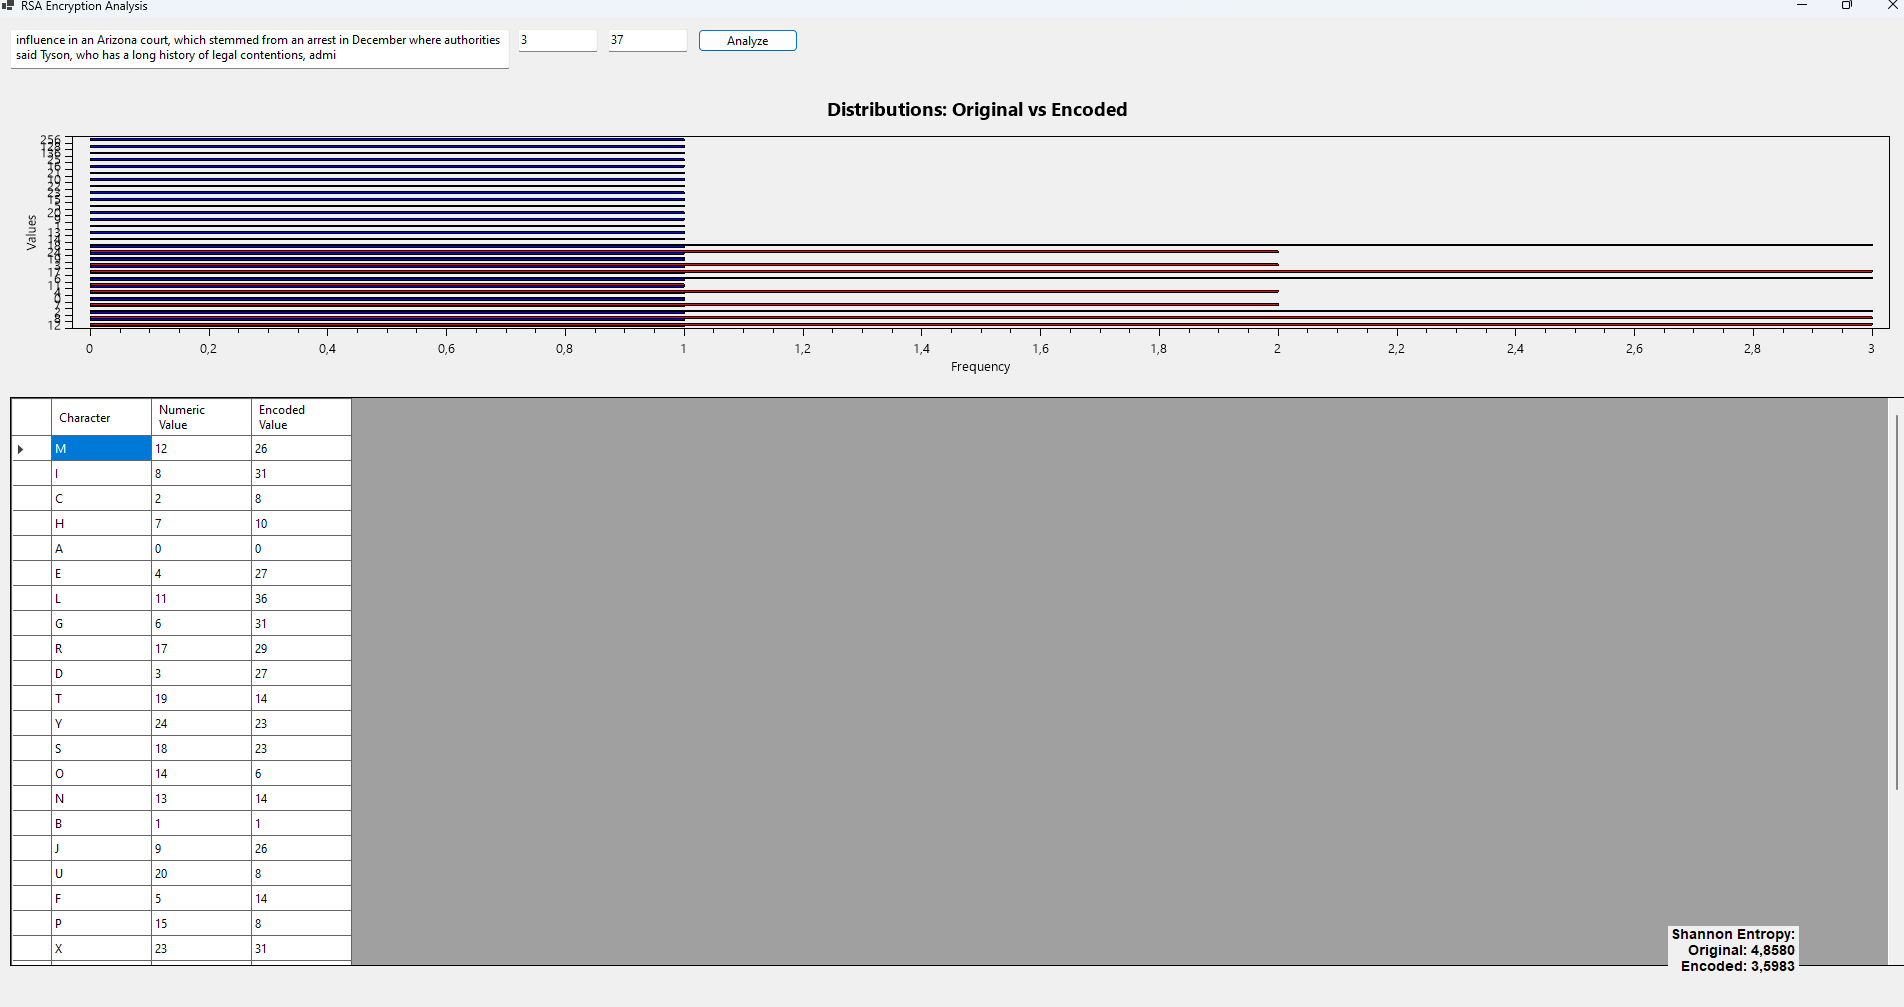 RSA Encryption Analysis
influence in an Arizona court, which stemmed from an arrest in December where authorities
said Tyson, who has a long history of legal contentions, admi
3
37
Analyze
Distributions: Original vs Encoded
Values
256
12
0
0,2
0,4
0,6
0,8
1
1,2
1,4
1,6
1,8
2
2,2
2,4
2,6
2,8
3
Frequency
Character
Numeric
Value
Encoded
Value
M 12 26
I 8 31
C 2 8
H 7 10
A 0 0
E 4 27
L 11 36
G 6 31
R 17 29
D 3 27
T 19 14
Y 24 23
S 18 23
O 14 6
N 13 14
B 1 1
J 9 26
U 20 8
F 5 14
P 15 8
X 23 31
Shannon Entropy:
Original: 4,8580
Encoded: 3,5983